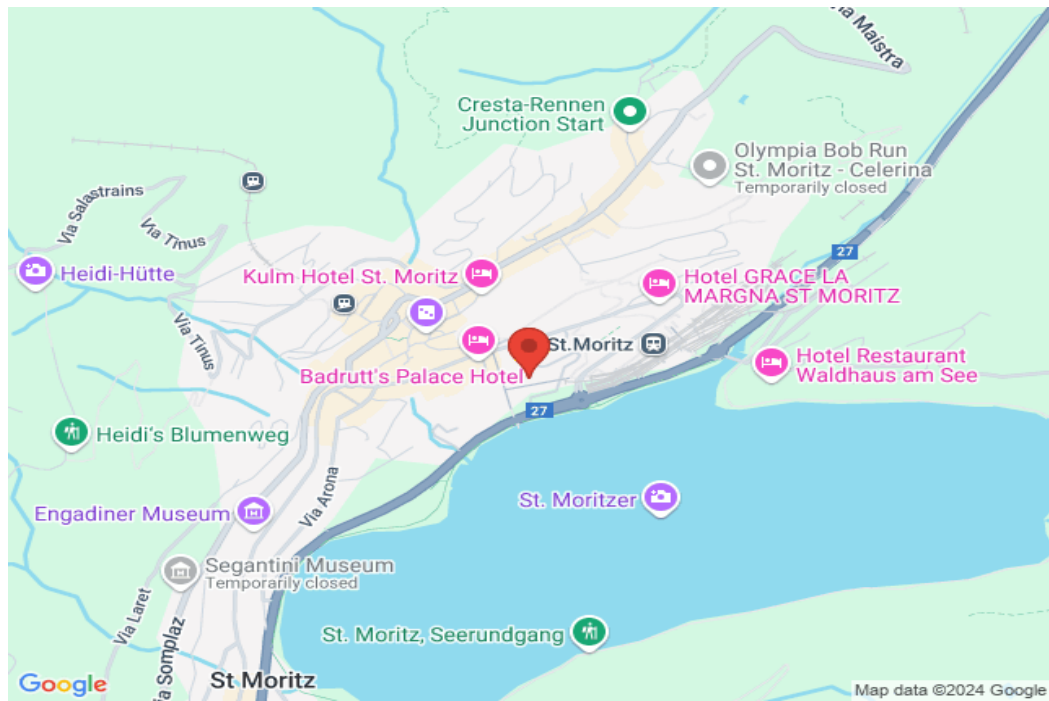 Via Maistra
Cresta-Rennen
Junction Start
Olympia Bob Run
St. Moritz - Celerina
Temporarily closed
Via Salastrains
Via Tinus
27
Heidi-Hütte
Kulm Hotel St. Moritz
Hotel GRACE LA
MARGNA ST MORITZ
Via Tinus
St.Moritz
Hotel Restaurant
Waldhaus am See
Badrutt's Palace Hotel
27
Heidi's Blumenweg
St. Moritzer
Via Arona
Engadiner Museum
Segantini Museum
Temporarily closed
Via Laret
St. Moritz, Seerundgang
Via Somplaz
St Moritz
Google
Map data ©2024 Google